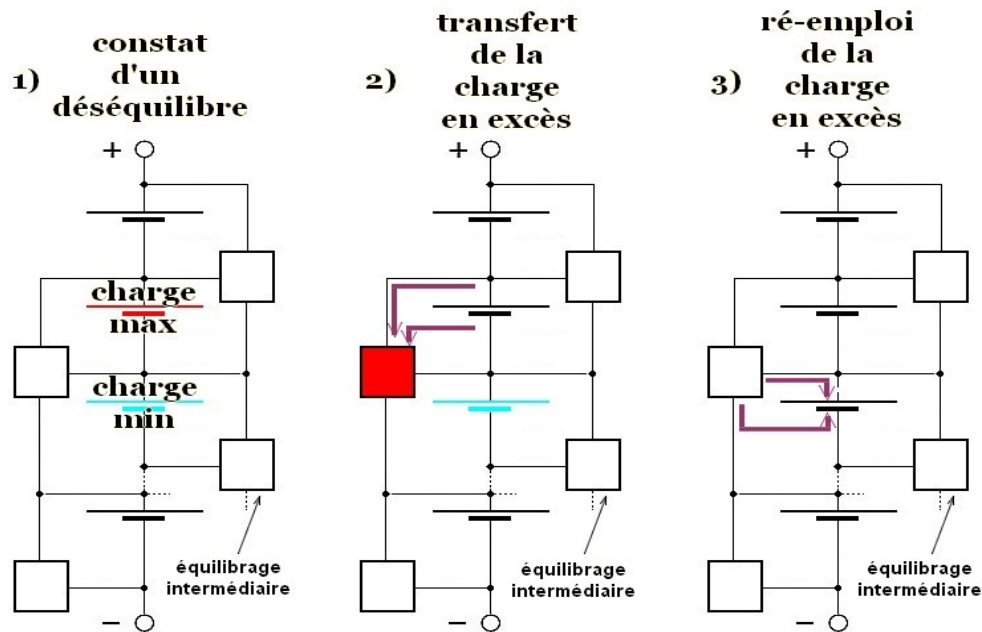 1)
constat
d'un
déséquilibre
+
charge
max
charge
min
équilibrage
intermédiaire
−
2)
transfert
de la
charge
en excès
+
équilibrage
intermédiaire
−
3)
ré-emploi
de la
charge
en excès
+
équilibrage
intermédiaire
−